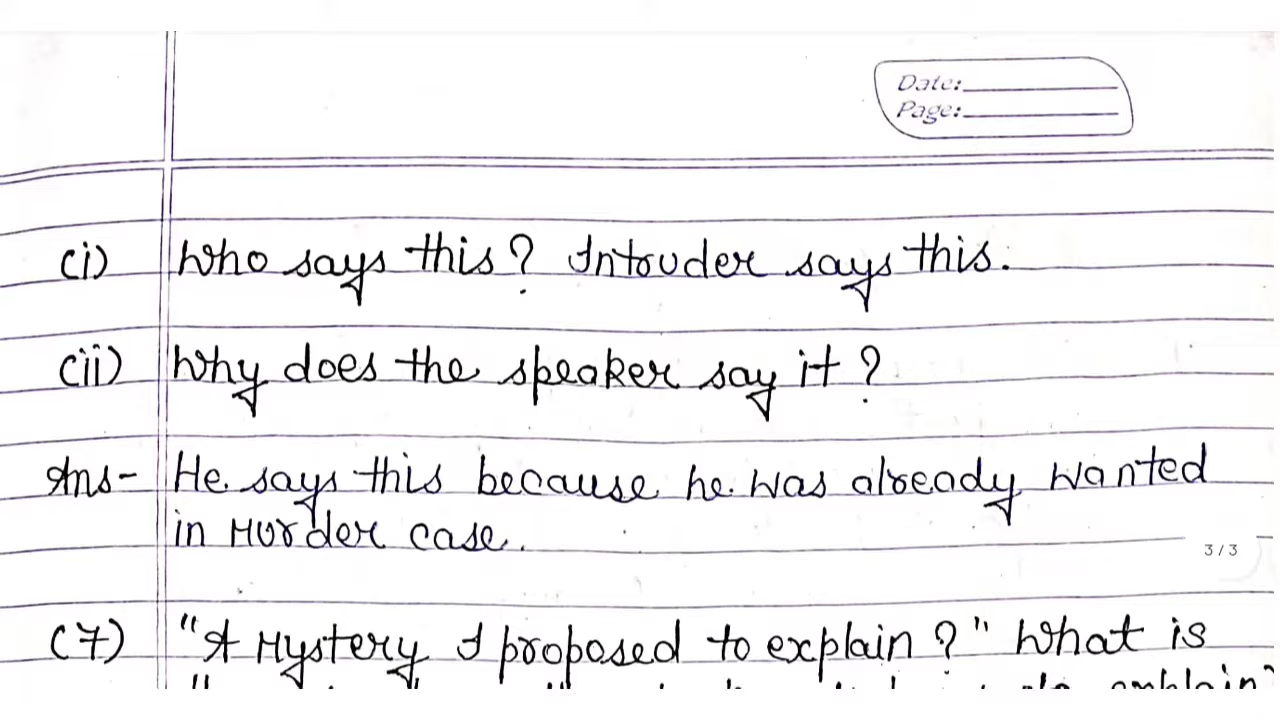 Date:
Page:
(i) Who says this? Intruder says this.
(ii) Why does the speaker say it?
Ans- He says this because he was already wanted
in Murder case.
3/3
(7) "A Mystery I proposed to explain?" What is
explain?